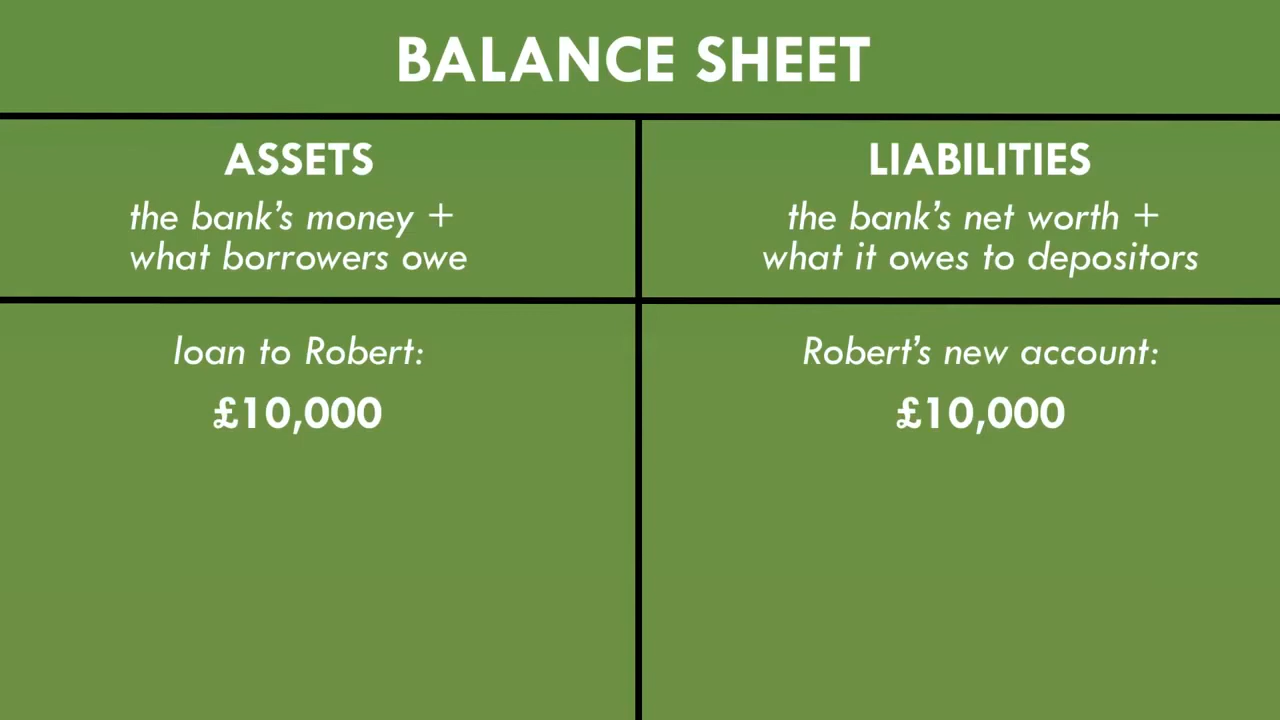 BALANCE SHEET
ASSETS
the bank's money +
what borrowers owe
LIABILITIES
the bank's net worth +
what it owes to depositors
loan to Robert:
£10,000
Robert's new account:
£10,000